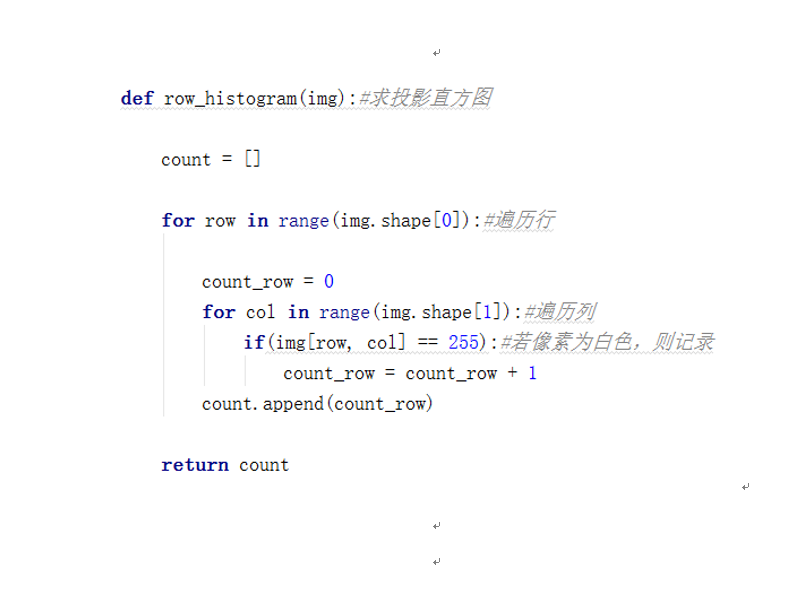 def row_histogram(img):#求投影直方图
count = []
for row in range(img.shape[0]):#遍历行
count_row = 0
for col in range(img.shape[1]):#遍历列
if(img[row, col] == 255):#若像素为白色，则记录
count_row = count_row + 1
count.append(count_row)
return count